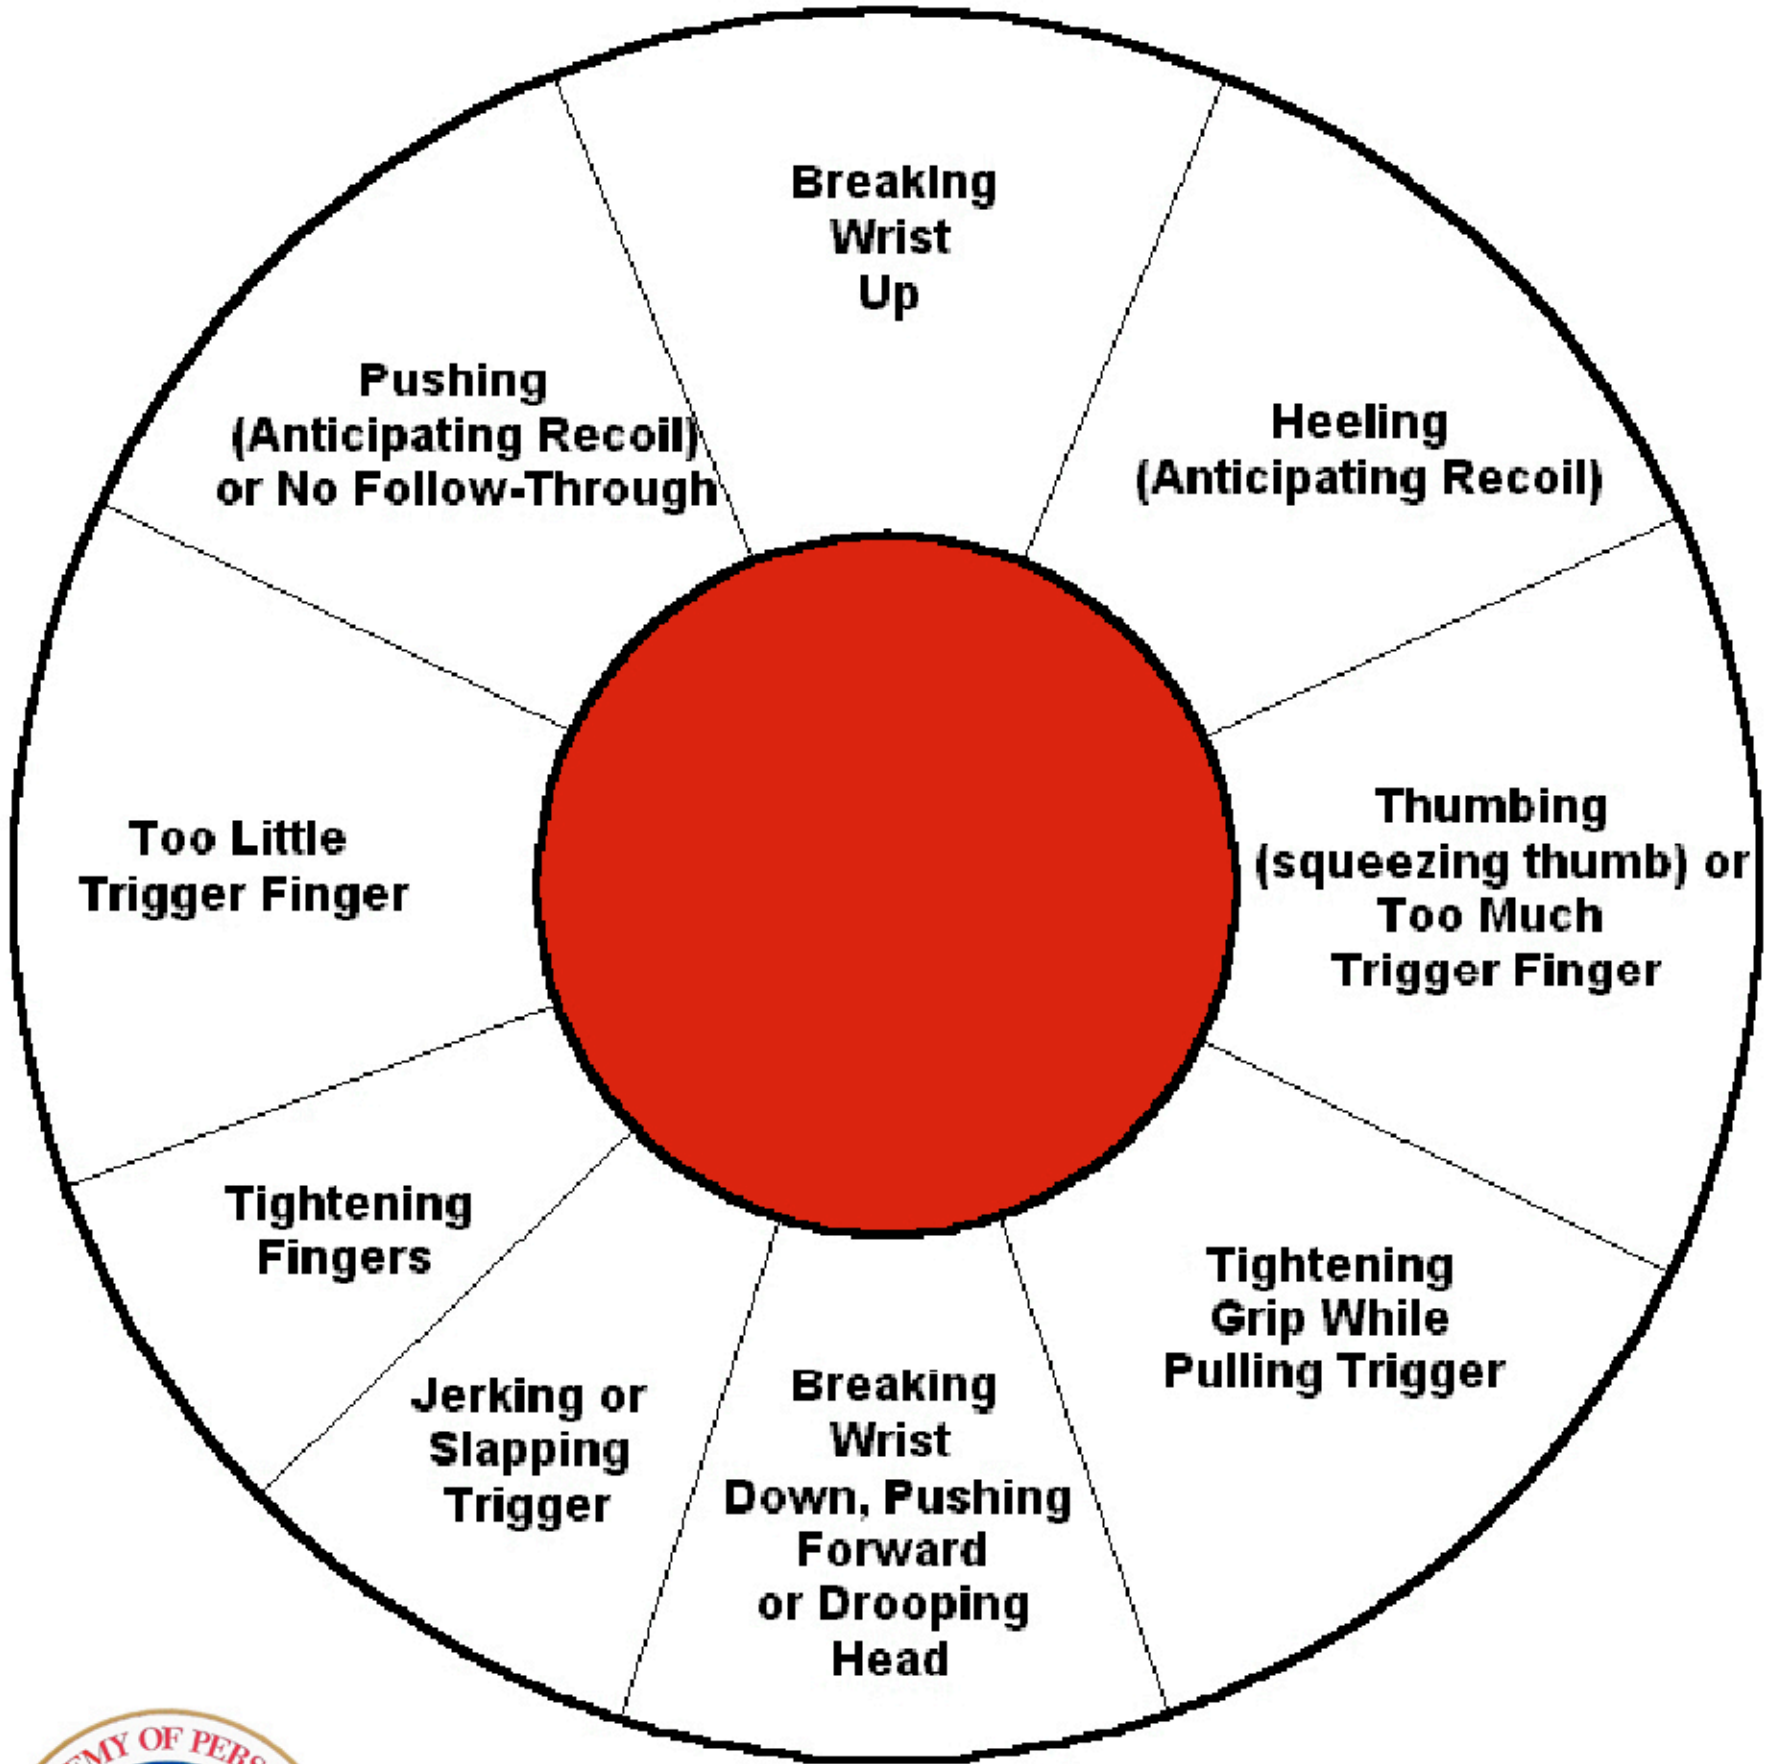 Breaking
Wrist
Up
Pushing
(Anticipating Recoil)
or No Follow-Through
Heeling
(Anticipating Recoil)
Too Little
Trigger Finger
Thumbing
(squeezing thumb) or
Too Much
Trigger Finger
Tightening
Fingers
Tightening
Grip While
Pulling Trigger
Jerking or
Slapping
Trigger
Breaking
Wrist
Down, Pushing
Forward
or Drooping
Head
OF